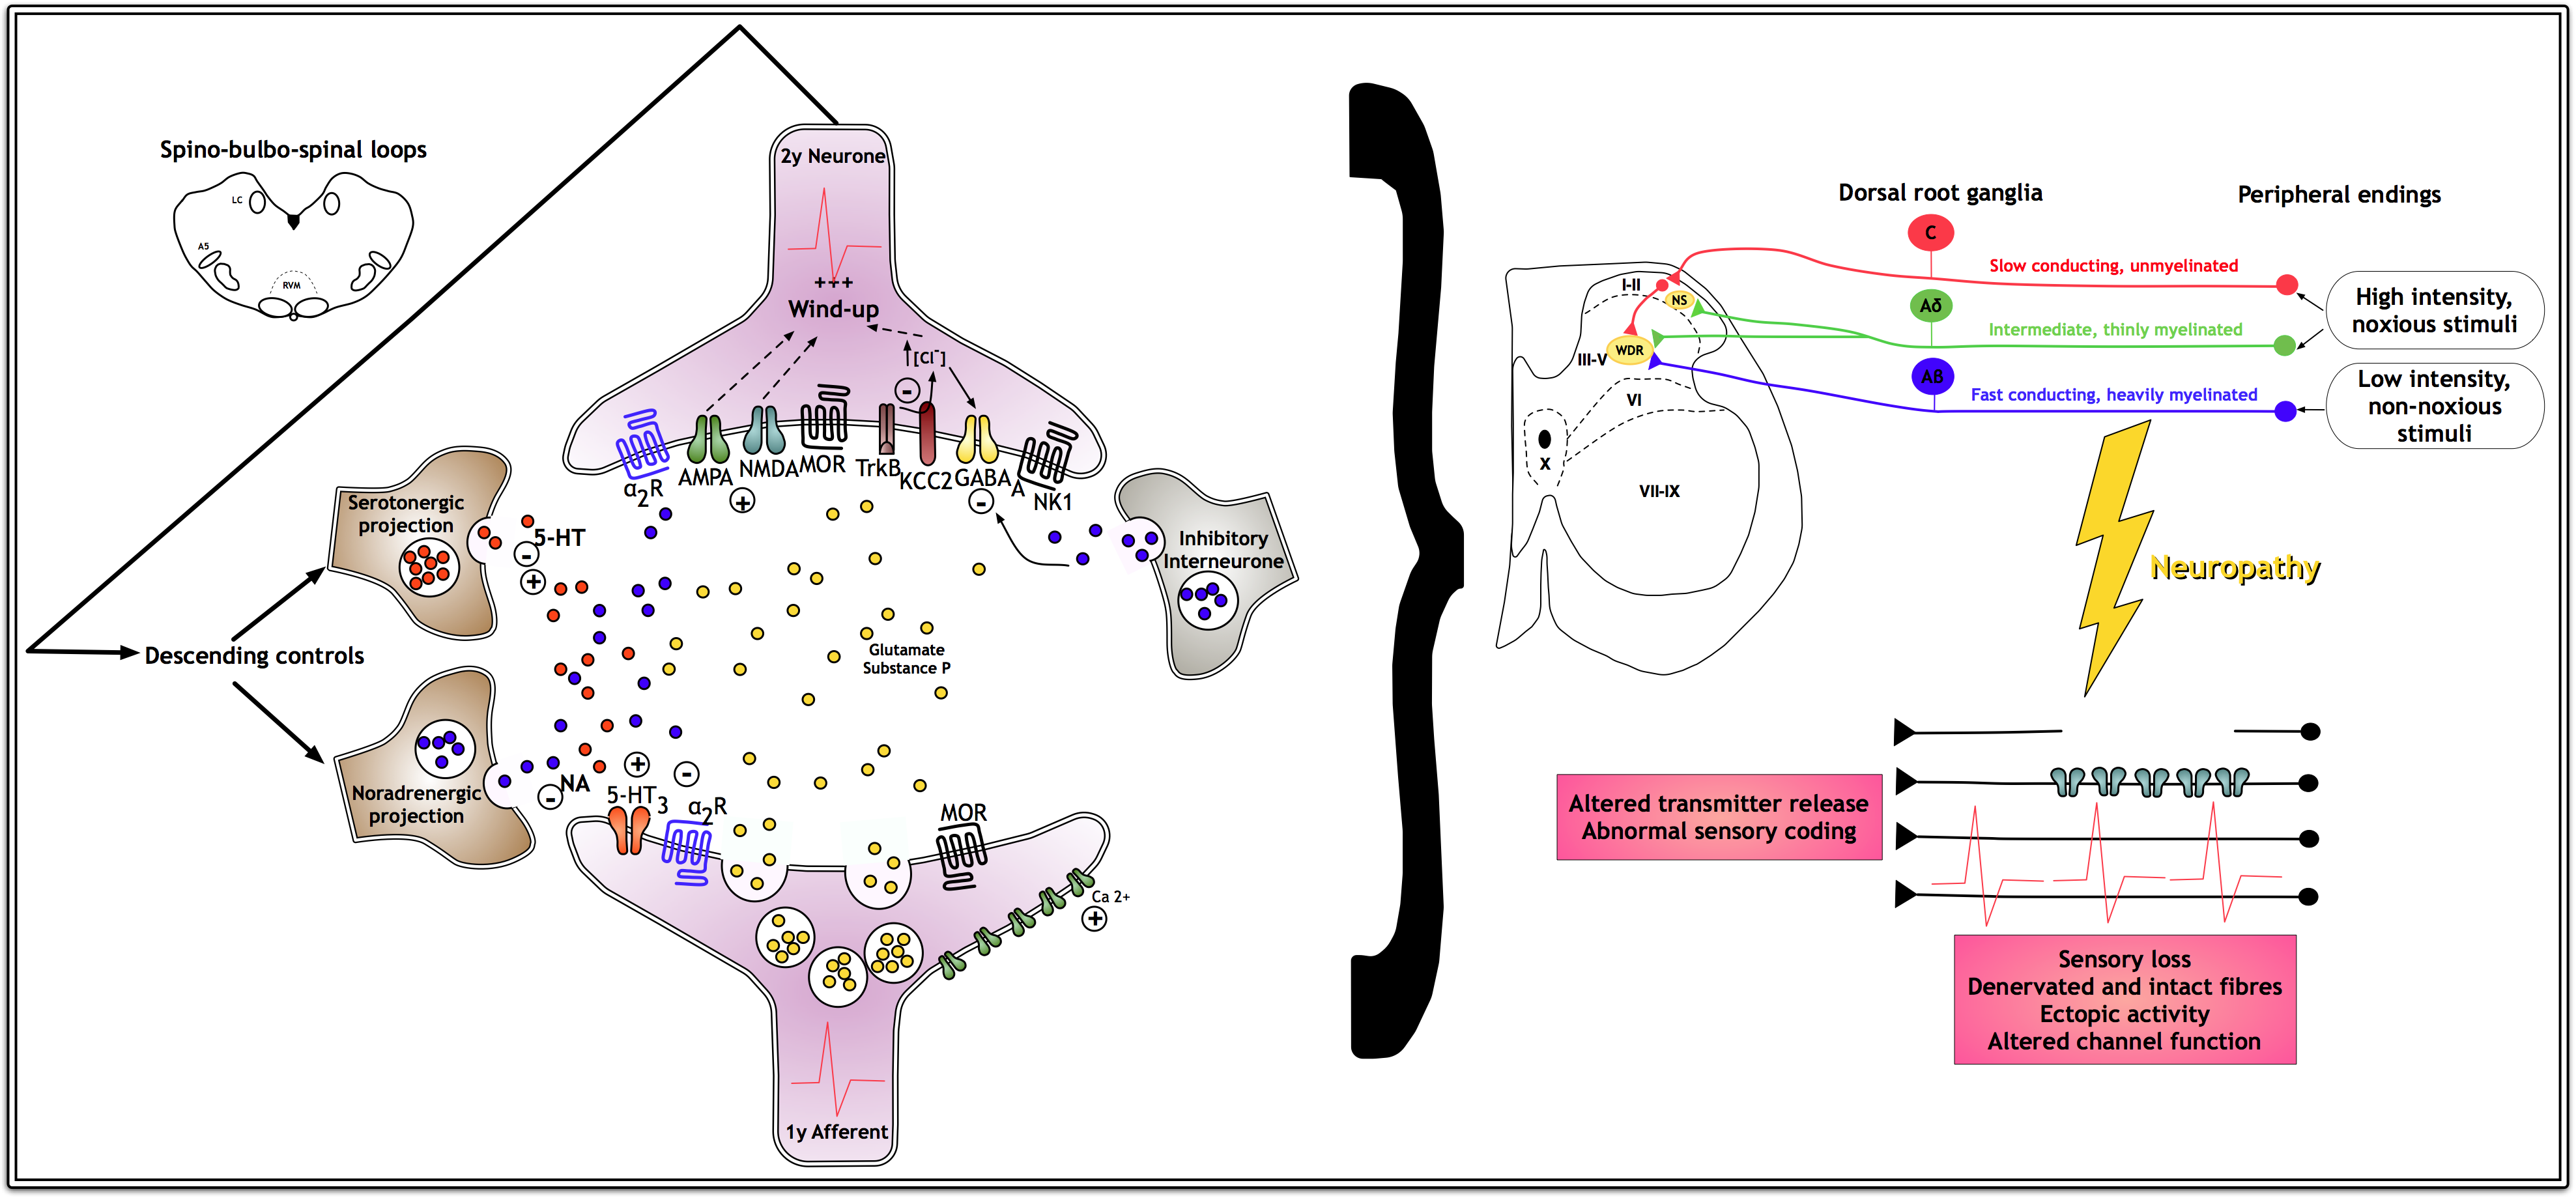 Spino-bulbo-spinal loops
LC
A5
RVM
2y Neurone
+++
Wind-up
[Cl⁻]
-
α2R
AMPA
NMDA
MOR
TrkB
KCC2
GABAA
NK1
+
-
Serotonergic
projection
5-HT
-
+
Inhibitory
Interneurone
Descending controls
Glutamate
Substance P
Noradrenergic
projection
NA
-
+
-
5-HT3
α2R
MOR
Ca 2+
+
1y Afferent
Dorsal root ganglia
Peripheral endings
C
Slow conducting, unmyelinated
Aδ
Intermediate, thinly myelinated
Aß
Fast conducting, heavily myelinated
High intensity,
noxious stimuli
Low intensity,
non-noxious
stimuli
I-II
NS
WDR
III-V
VI
X
VII-IX
Neuropathy
Altered transmitter release
Abnormal sensory coding
Sensory loss
Denervated and intact fibres
Ectopic activity
Altered channel function